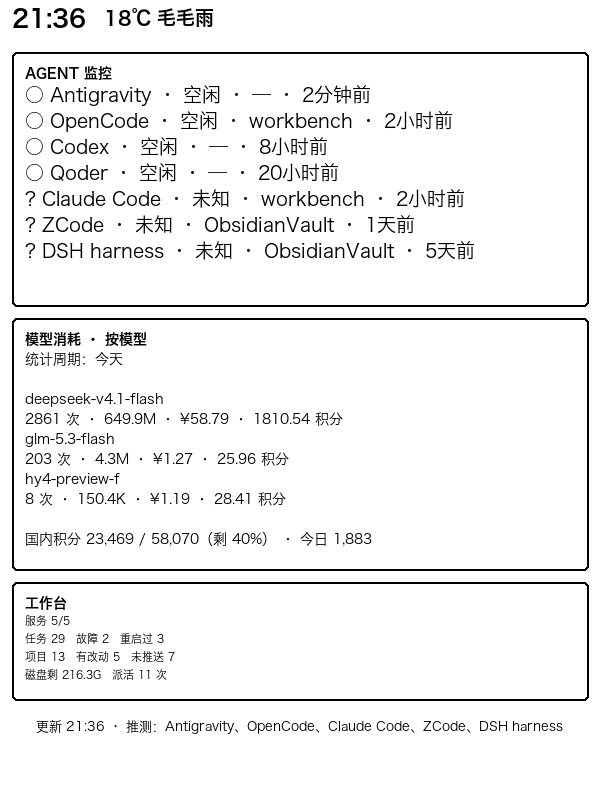 21:36 18℃ 毛毛雨
AGENT 监控
○ Antigravity · 空闲 · — · 2分钟前
○ OpenCode · 空闲 · workbench · 2小时前
○ Codex · 空闲 · — · 8小时前
○ Qoder · 空闲 · — · 20小时前
? Claude Code · 未知 · workbench · 2小时前
? ZCode · 未知 · ObsidianVault · 1天前
? DSH harness · 未知 · ObsidianVault · 5天前
模型消耗 · 按模型
统计周期：今天
deepseek-v4.1-flash
2861 次 · 649.9M · ¥58.79 · 1810.54 积分
glm-5.3-flash
203 次 · 4.3M · ¥1.27 · 25.96 积分
hy4-preview-f
8 次 · 150.4K · ¥1.19 · 28.41 积分
国内积分 23,469 / 58,070（剩 40%） · 今日 1,883
工作台
服务 5/5
任务 29 故障 2 重启过 3
项目 13 有改动 5 未推送 7
磁盘剩 216.3G 派活 11 次
更新 21:36 · 推测：Antigravity、OpenCode、Claude Code、ZCode、DSH harness